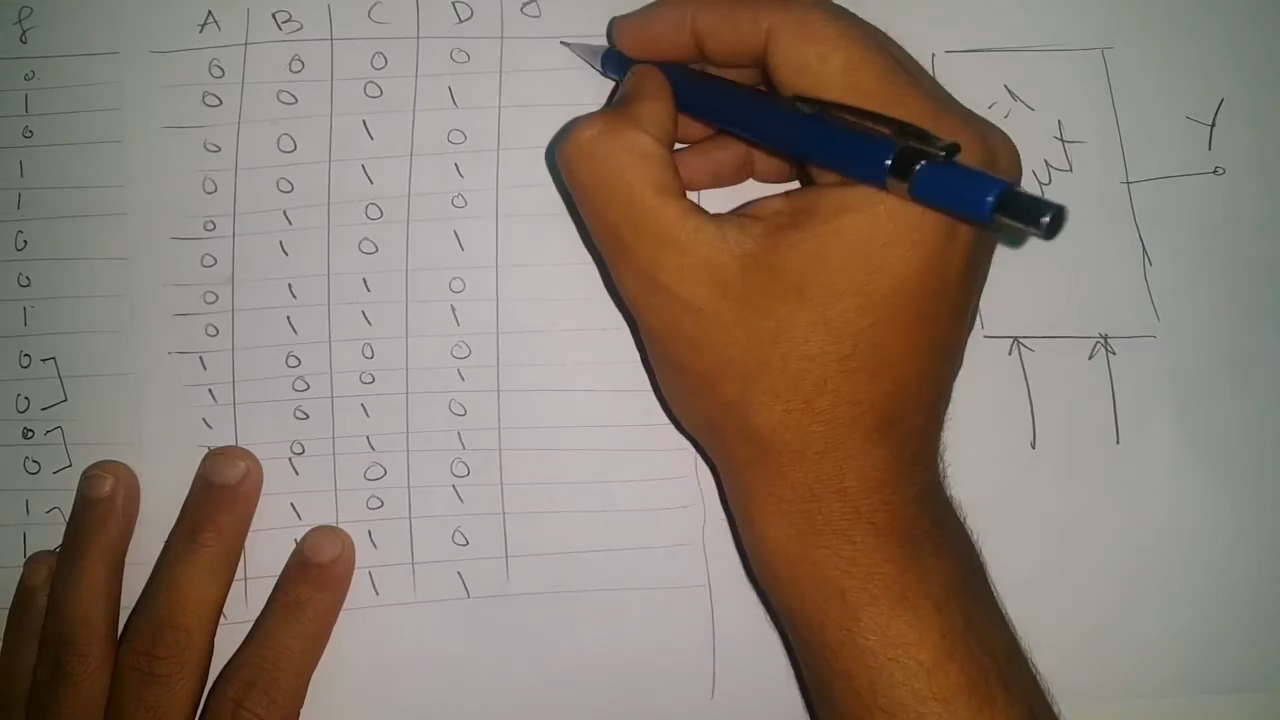 f A B C D 0
0 0 0 0 0
1 0 0 0 1
0 0 0 1 0
1 0 0 1 1
1 0 1 0 0
0 0 1 0 1
0 0 1 1 0
1 0 1 1 1
0 1 0 0 0
0 1 0 0 1
0 1 0 1 0
0 0 1 1
1 1 0 0
1 1 0 1
1 0
1 1
Y